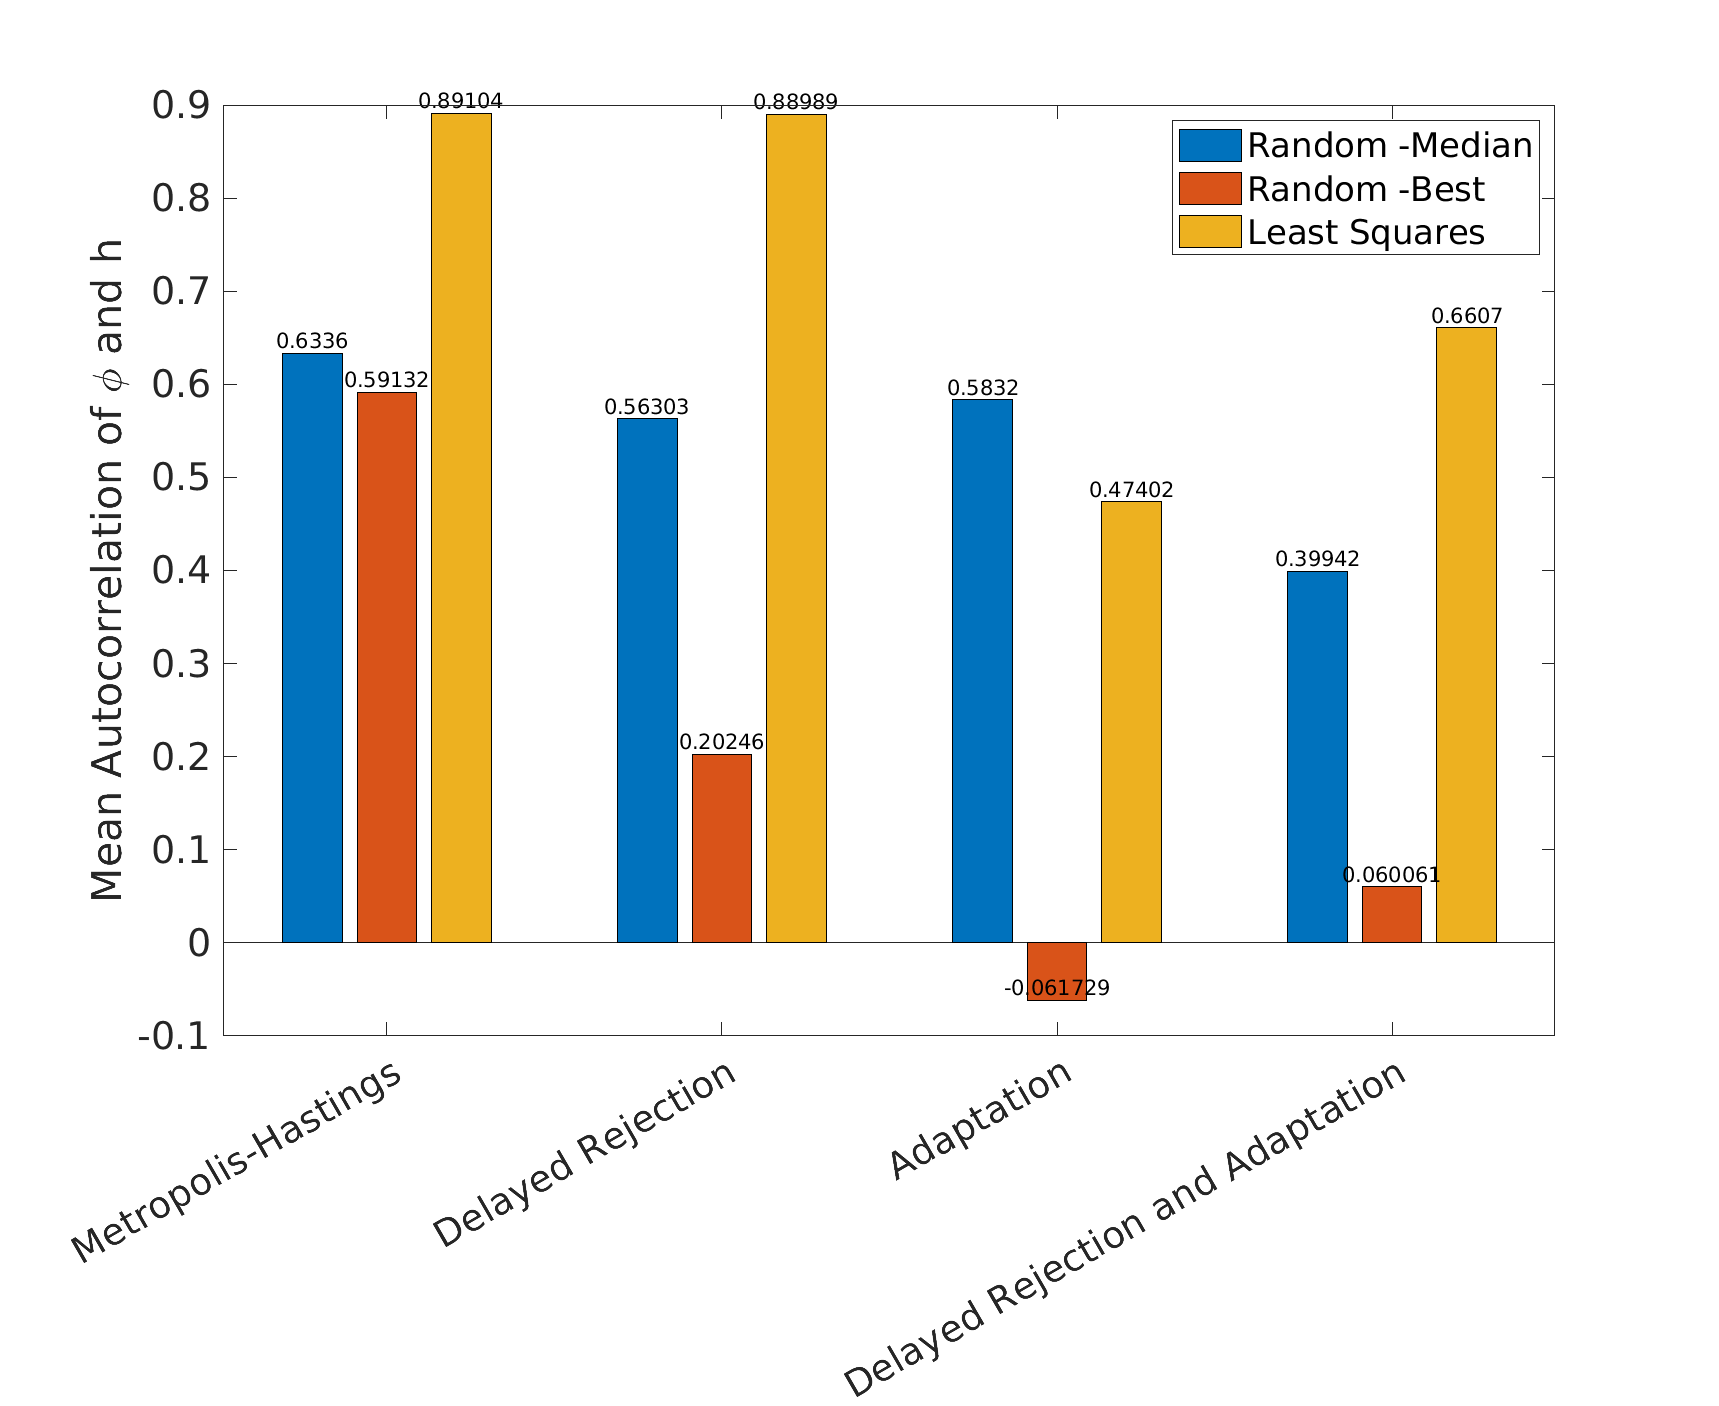 0.9
0.8
0.7
0.6
0.5
0.4
0.3
0.2
0.1
0
-0.1
Mean Autocorrelation of ϕ and h
0.6336
0.59132
0.89104
0.56303
0.20246
0.88989
0.5832
-0.061729
0.47402
0.39942
0.060061
0.6607
Random -Median
Random -Best
Least Squares
Metropolis-Hastings
Delayed Rejection
Adaptation
Delayed Rejection and Adaptation